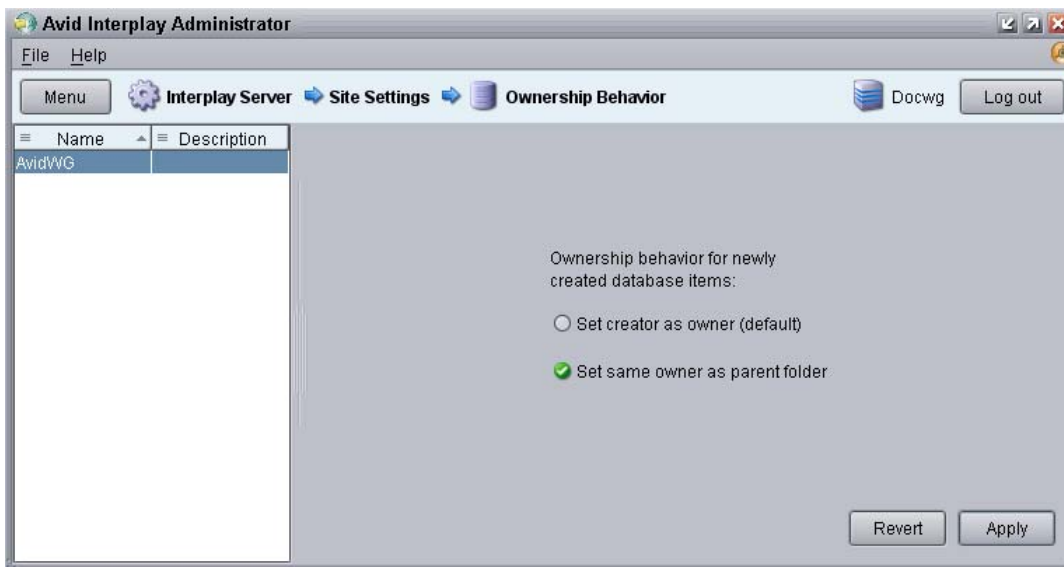 Avid Interplay Administrator
File Help
Menu Interplay Server Site Settings Ownership Behavior Docwg Log out
Name Description
AvidWG
Ownership behavior for newly
created database items:
Set creator as owner (default)
Set same owner as parent folder
Revert Apply